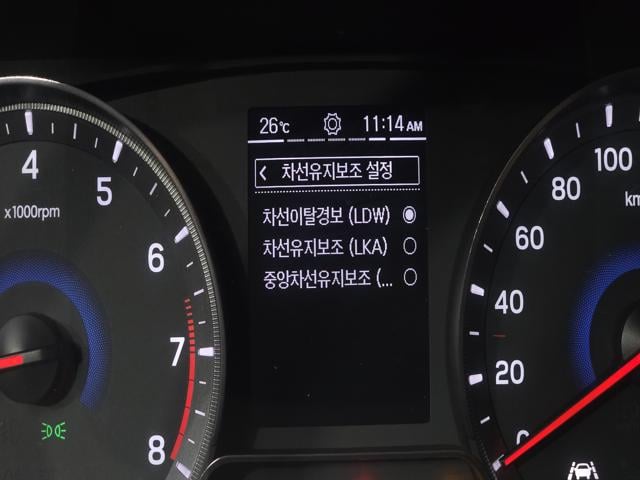 26℃ 11:14 AM
차선유지보조 설정
차선이탈경보 (LDW)
차선유지보조 (LKA)
중앙차선유지보조 (...
4
5
6
7
8
x1000rpm
100
80
60
40
20
0
km